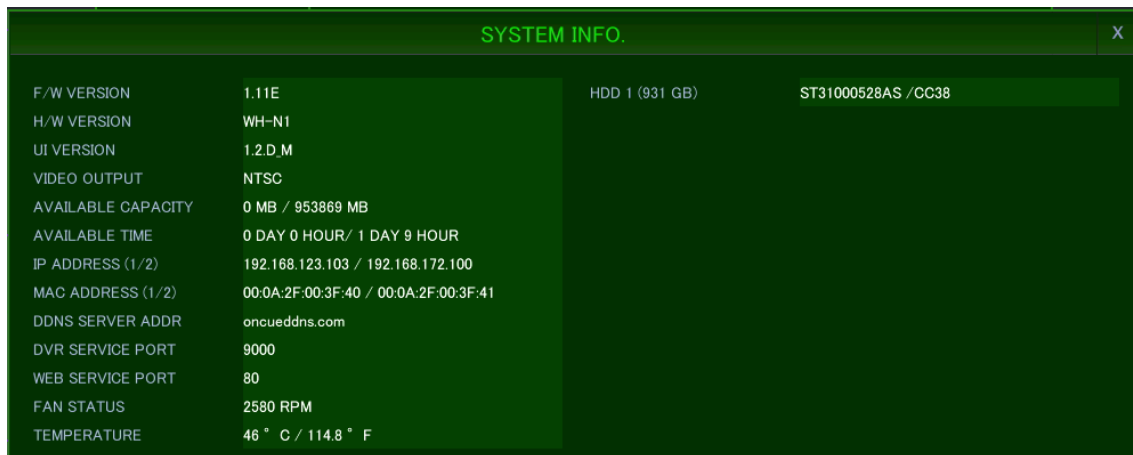 SYSTEM INFO.
X
F/W VERSION 1.11E
H/W VERSION WH-N1
UI VERSION 1.2.D_M
VIDEO OUTPUT NTSC
AVAILABLE CAPACITY 0 MB / 953869 MB
AVAILABLE TIME 0 DAY 0 HOUR/ 1 DAY 9 HOUR
IP ADDRESS (1/2) 192.168.123.103 / 192.168.172.100
MAC ADDRESS (1/2) 00:0A:2F:00:3F:40 / 00:0A:2F:00:3F:41
DDNS SERVER ADDR oncueddns.com
DVR SERVICE PORT 9000
WEB SERVICE PORT 80
FAN STATUS 2580 RPM
TEMPERATURE 46 ° C / 114.8 ° F
HDD 1 (931 GB) ST31000528AS /CC38